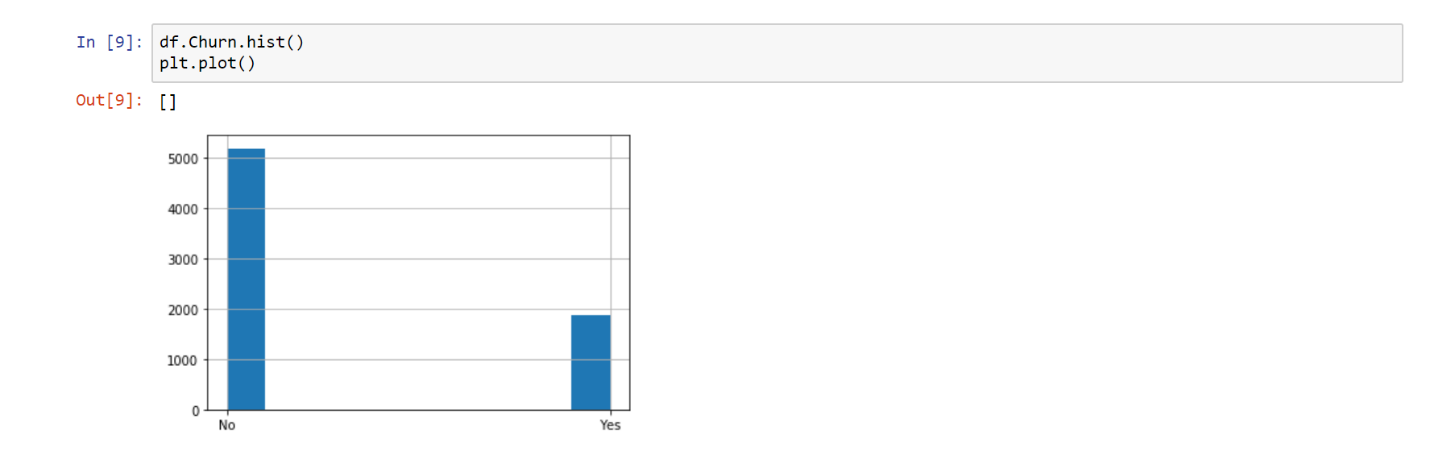 In [9]: df.Churn.hist()
plt.plot()
Out[9]: []
5000
4000
3000
2000
1000
0
No Yes